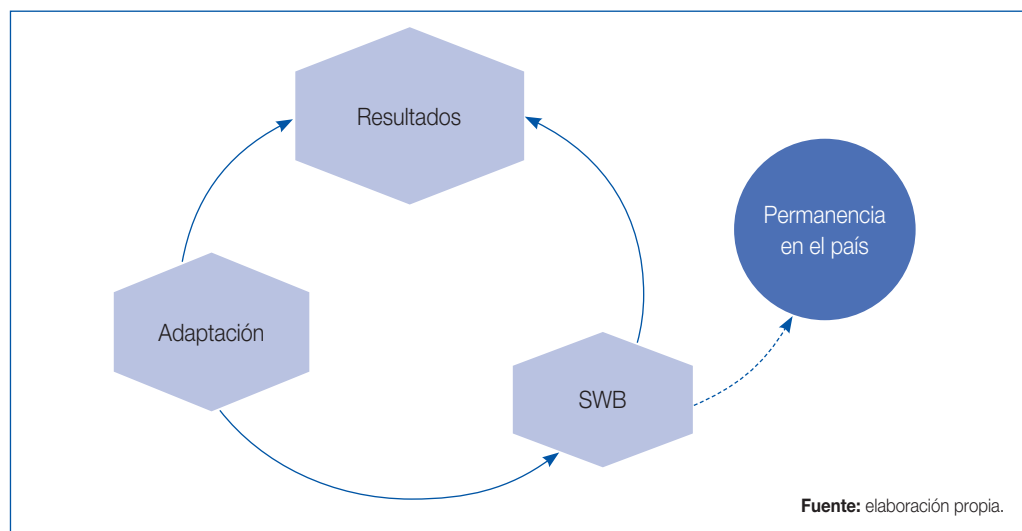 Resultados
Permanencia
en el país
Adaptación
SWB
Fuente: elaboración propia.